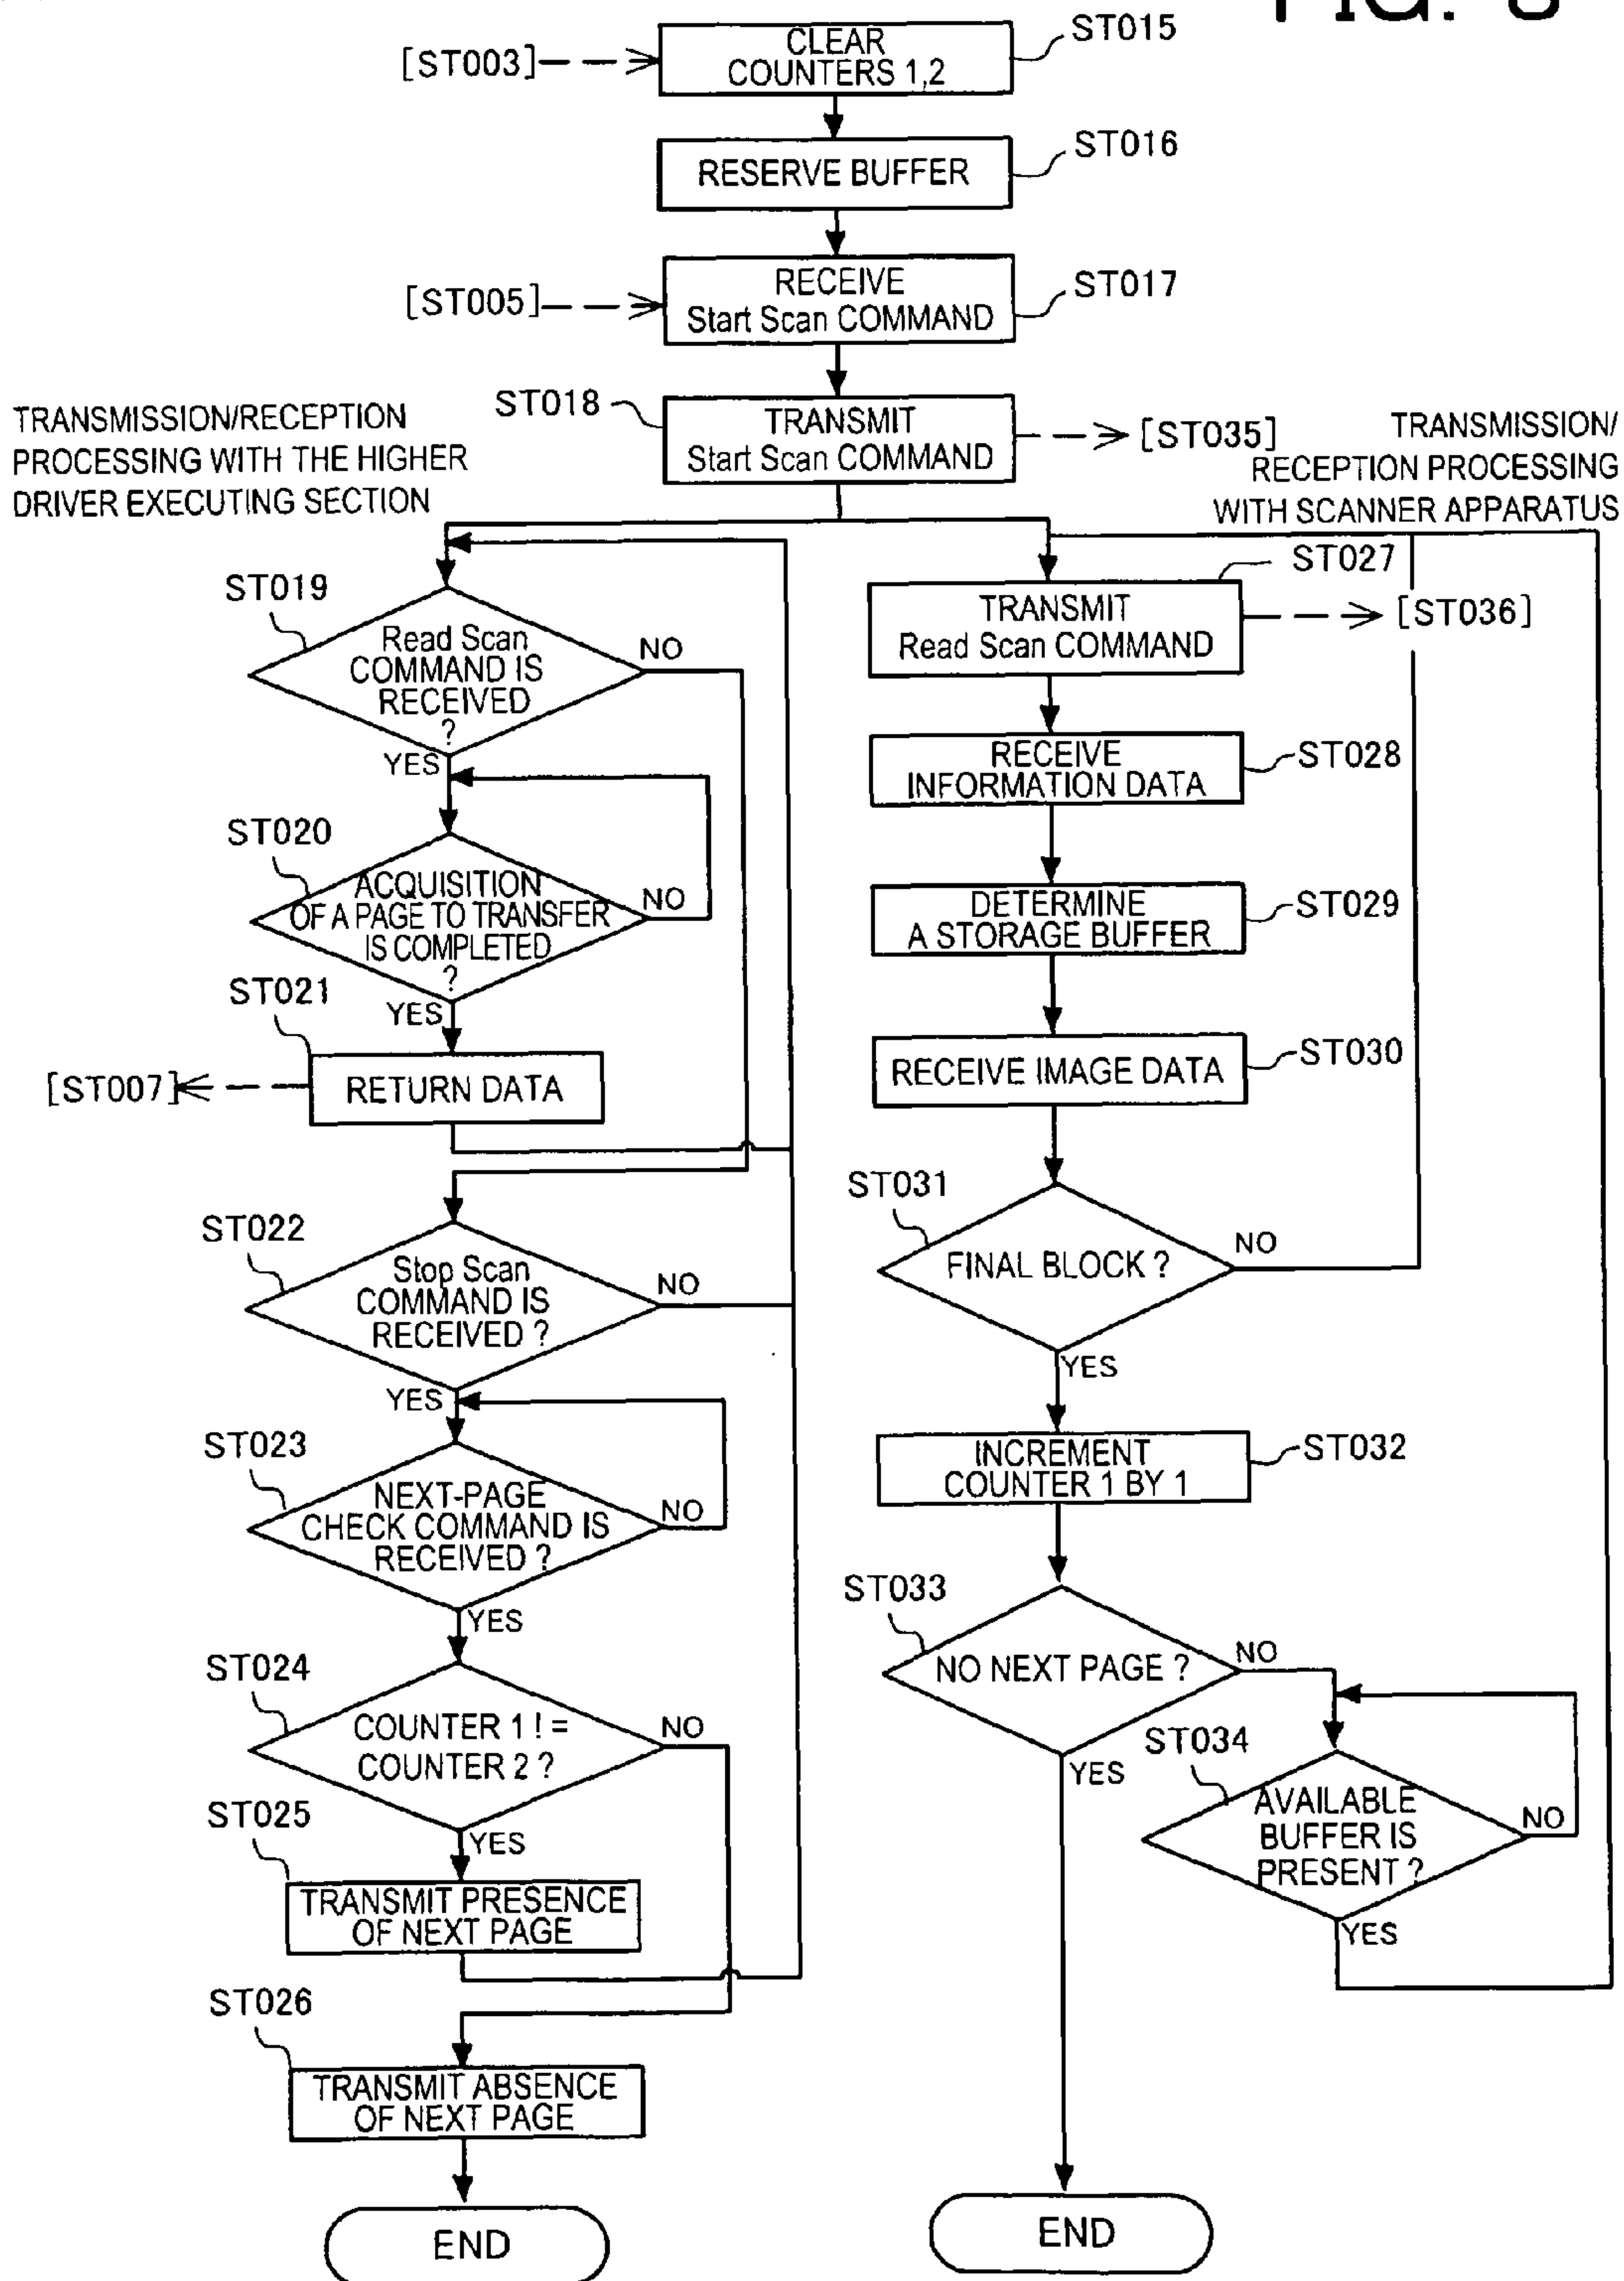 [ST003]
CLEAR
COUNTERS 1,2
ST015
RESERVE BUFFER
ST016
[ST005]
RECEIVE
Start Scan COMMAND
ST017
ST018
TRANSMIT
Start Scan COMMAND
[ST035]
TRANSMISSION/RECEPTION
PROCESSING WITH THE HIGHER
DRIVER EXECUTING SECTION
TRANSMISSION/
RECEPTION PROCESSING
WITH SCANNER APPARATUS
ST019
Read Scan
COMMAND IS
RECEIVED
?
NO
YES
ST020
ACQUISITION
OF A PAGE TO TRANSFER
IS COMPLETED
?
NO
YES
ST021
RETURN DATA
[ST007]
ST022
Stop Scan
COMMAND IS
RECEIVED ?
NO
YES
ST023
NEXT-PAGE
CHECK COMMAND IS
RECEIVED ?
NO
YES
ST024
COUNTER 1 ! =
COUNTER 2 ?
NO
YES
ST025
TRANSMIT PRESENCE
OF NEXT PAGE
ST026
TRANSMIT ABSENCE
OF NEXT PAGE
END
ST027
TRANSMIT
Read Scan COMMAND
[ST036]
RECEIVE
INFORMATION DATA
ST028
DETERMINE
A STORAGE BUFFER
ST029
RECEIVE IMAGE DATA
ST030
ST031
FINAL BLOCK ?
NO
YES
INCREMENT
COUNTER 1 BY 1
ST032
ST033
NO NEXT PAGE ?
NO
YES
ST034
AVAILABLE
BUFFER IS
PRESENT ?
NO
YES
END